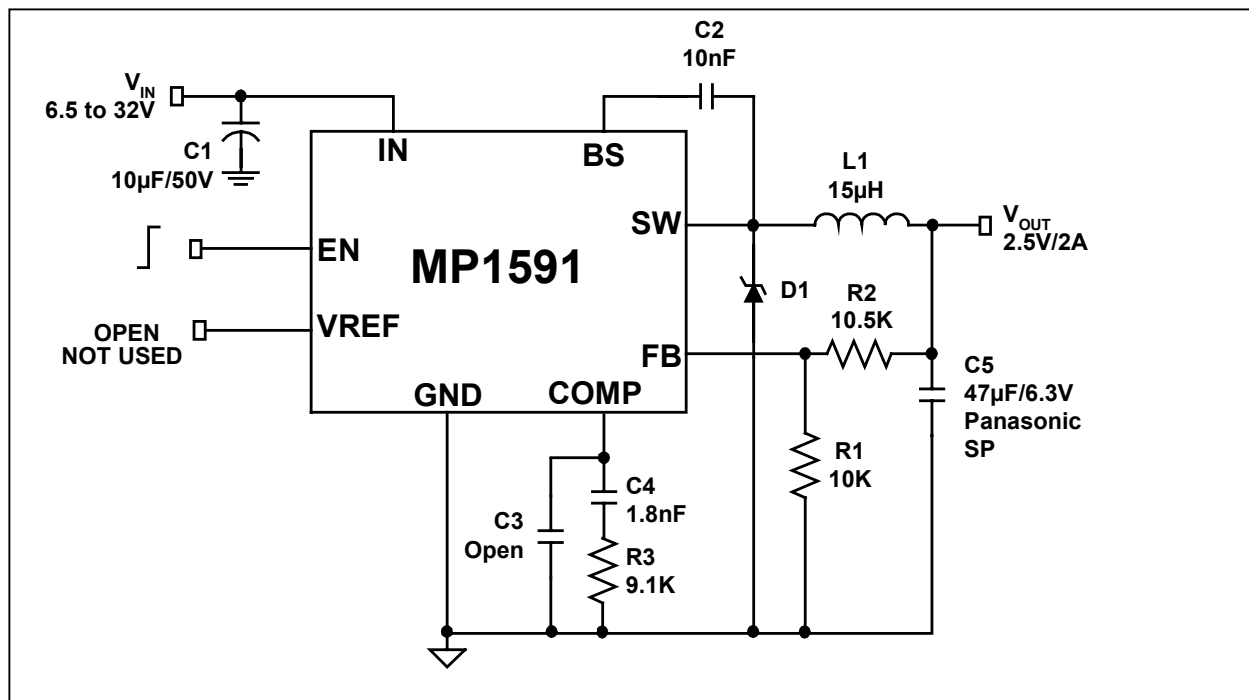 C2
10nF
V_IN
6.5 to 32V
C1
10µF/50V
IN
BS
L1
15µH
SW
V_OUT
2.5V/2A
EN
MP1591
D1
R2
10.5K
OPEN
NOT USED
VREF
FB
C5
47µF/6.3V
Panasonic
SP
GND
COMP
R1
10K
C4
1.8nF
C3
Open
R3
9.1K